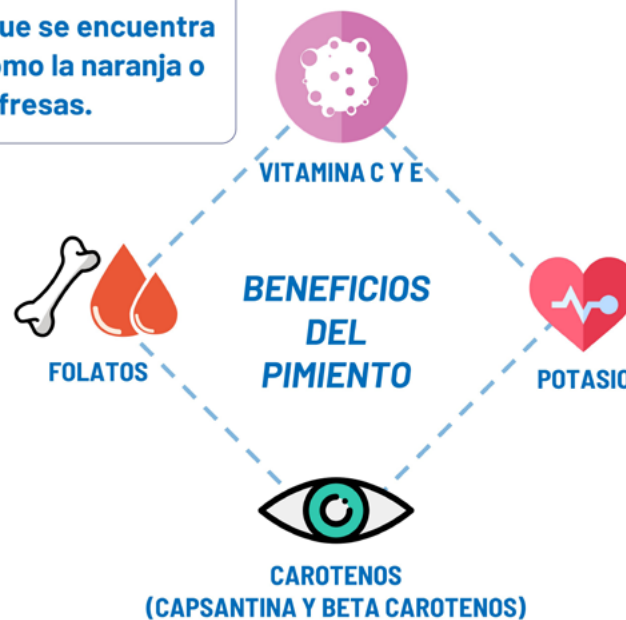 ue se encuentra
omo la naranja o
fresas.
VITAMINA C Y E
BENEFICIOS
DEL
PIMIENTO
FOLATOS
POTASIO
CAROTENOS
(CAPSANTINA Y BETA CAROTENOS)